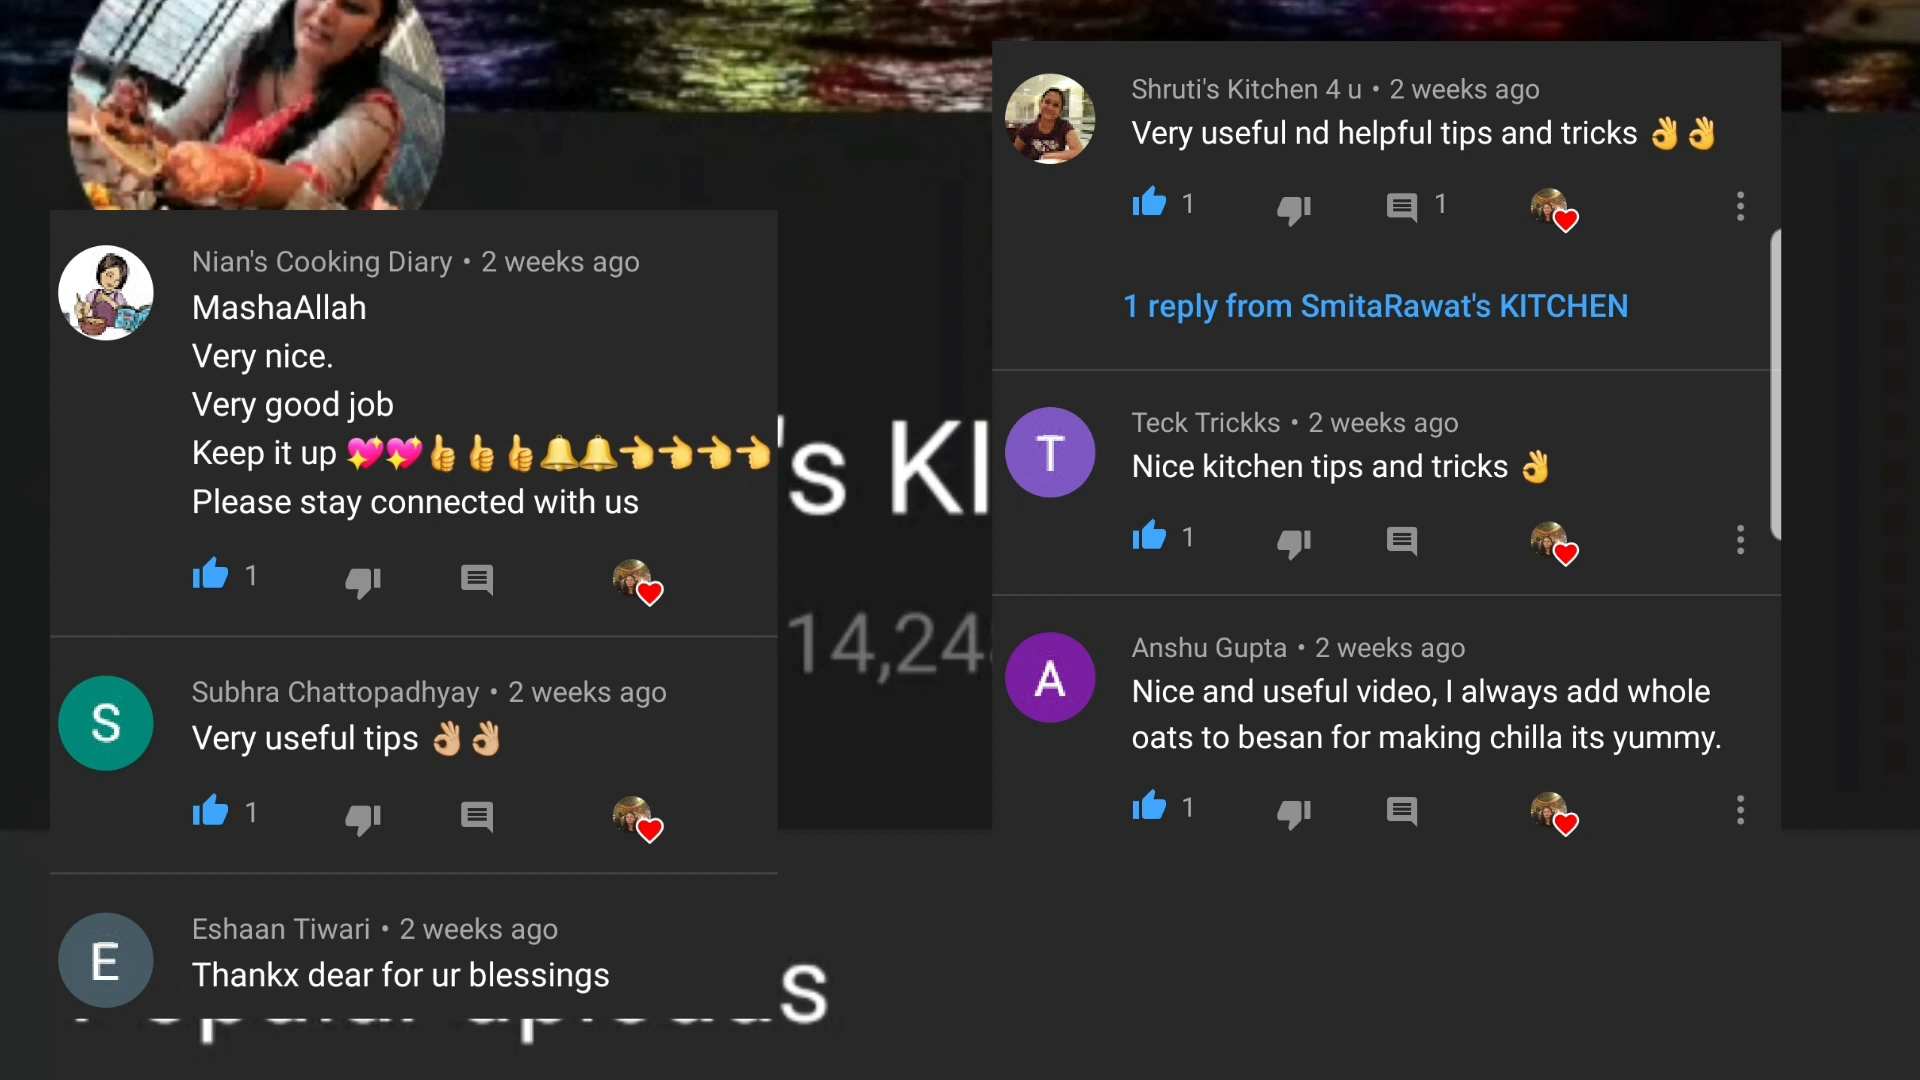 Nian's Cooking Diary • 2 weeks ago
MashaAllah
Very nice.
Very good job
Keep it up 💖💖👍👍👍🔔🔔👈👈👈👈
Please stay connected with us
1
S
Subhra Chattopadhyay • 2 weeks ago
Very useful tips 👌🏼👌🏼
1
E
Eshaan Tiwari • 2 weeks ago
Thankx dear for ur blessings
's KI
14,24
Shruti's Kitchen 4 u • 2 weeks ago
Very useful nd helpful tips and tricks 👌👌
1 1
1 reply from SmitaRawat's KITCHEN
T
Teck Trickks • 2 weeks ago
Nice kitchen tips and tricks 👌
1
A
Anshu Gupta • 2 weeks ago
Nice and useful video, I always add whole
oats to besan for making chilla its yummy.
1